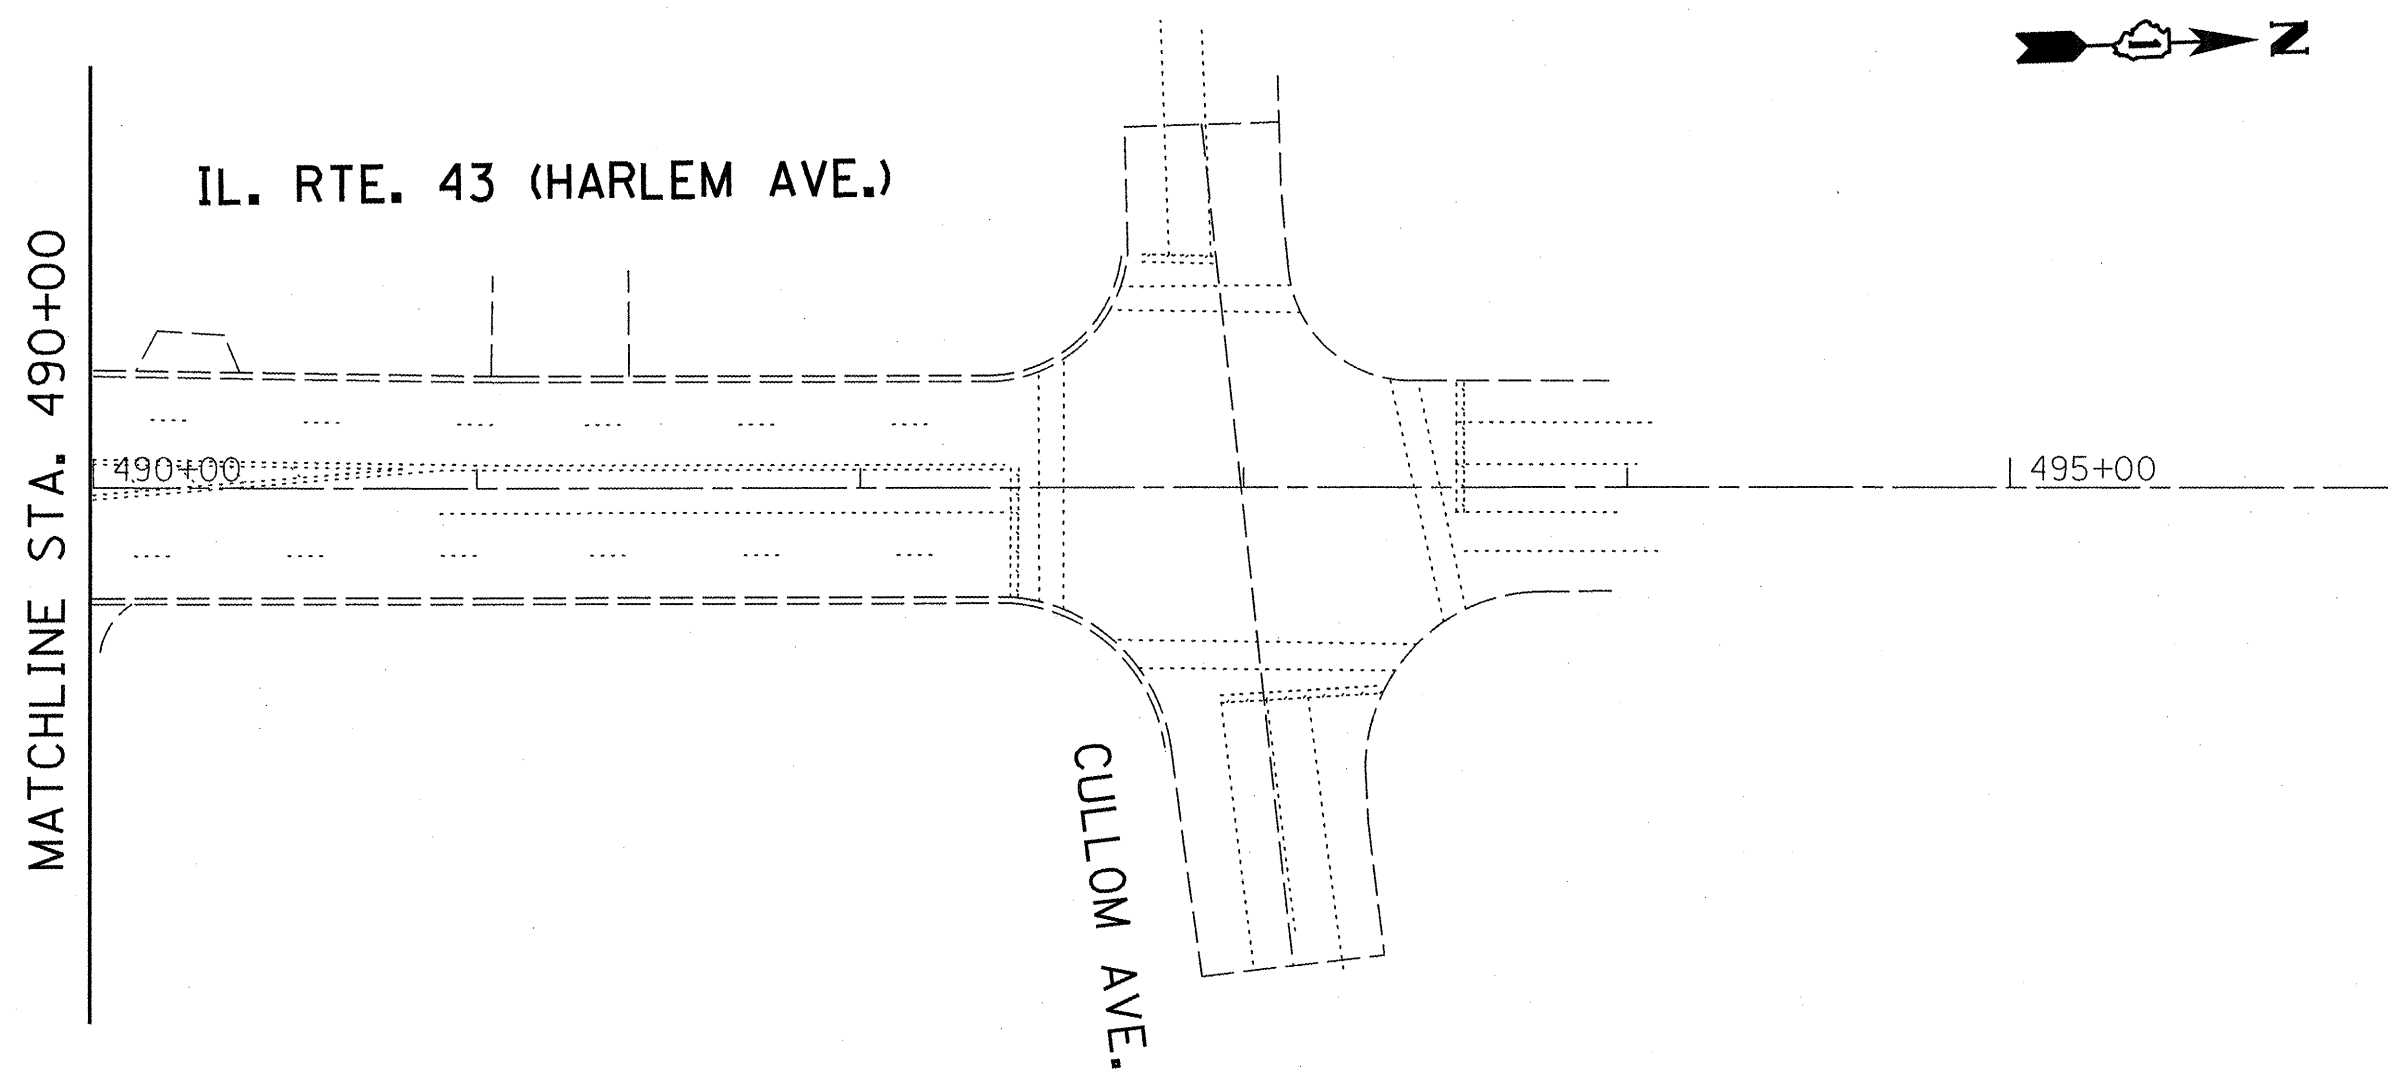 N
IL. RTE. 43 (HARLEM AVE.)
MATCHLINE STA. 490+00
490+00
495+00
CULLOM AVE.